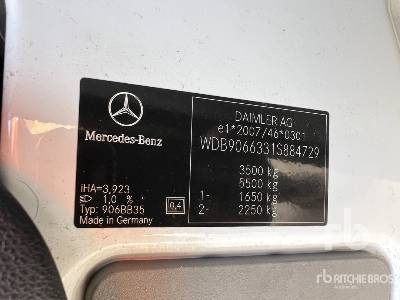 DAIMLER AG
e1*2007/46*0301
WDB9066331S884729
3500 kg
5500 kg
1- 1650 kg
2- 2250 kg
Mercedes-Benz
iHA=3,923
1,0 %
Typ: 906BB35
Made in Germany
0,4
rb
RITCHIE BROS